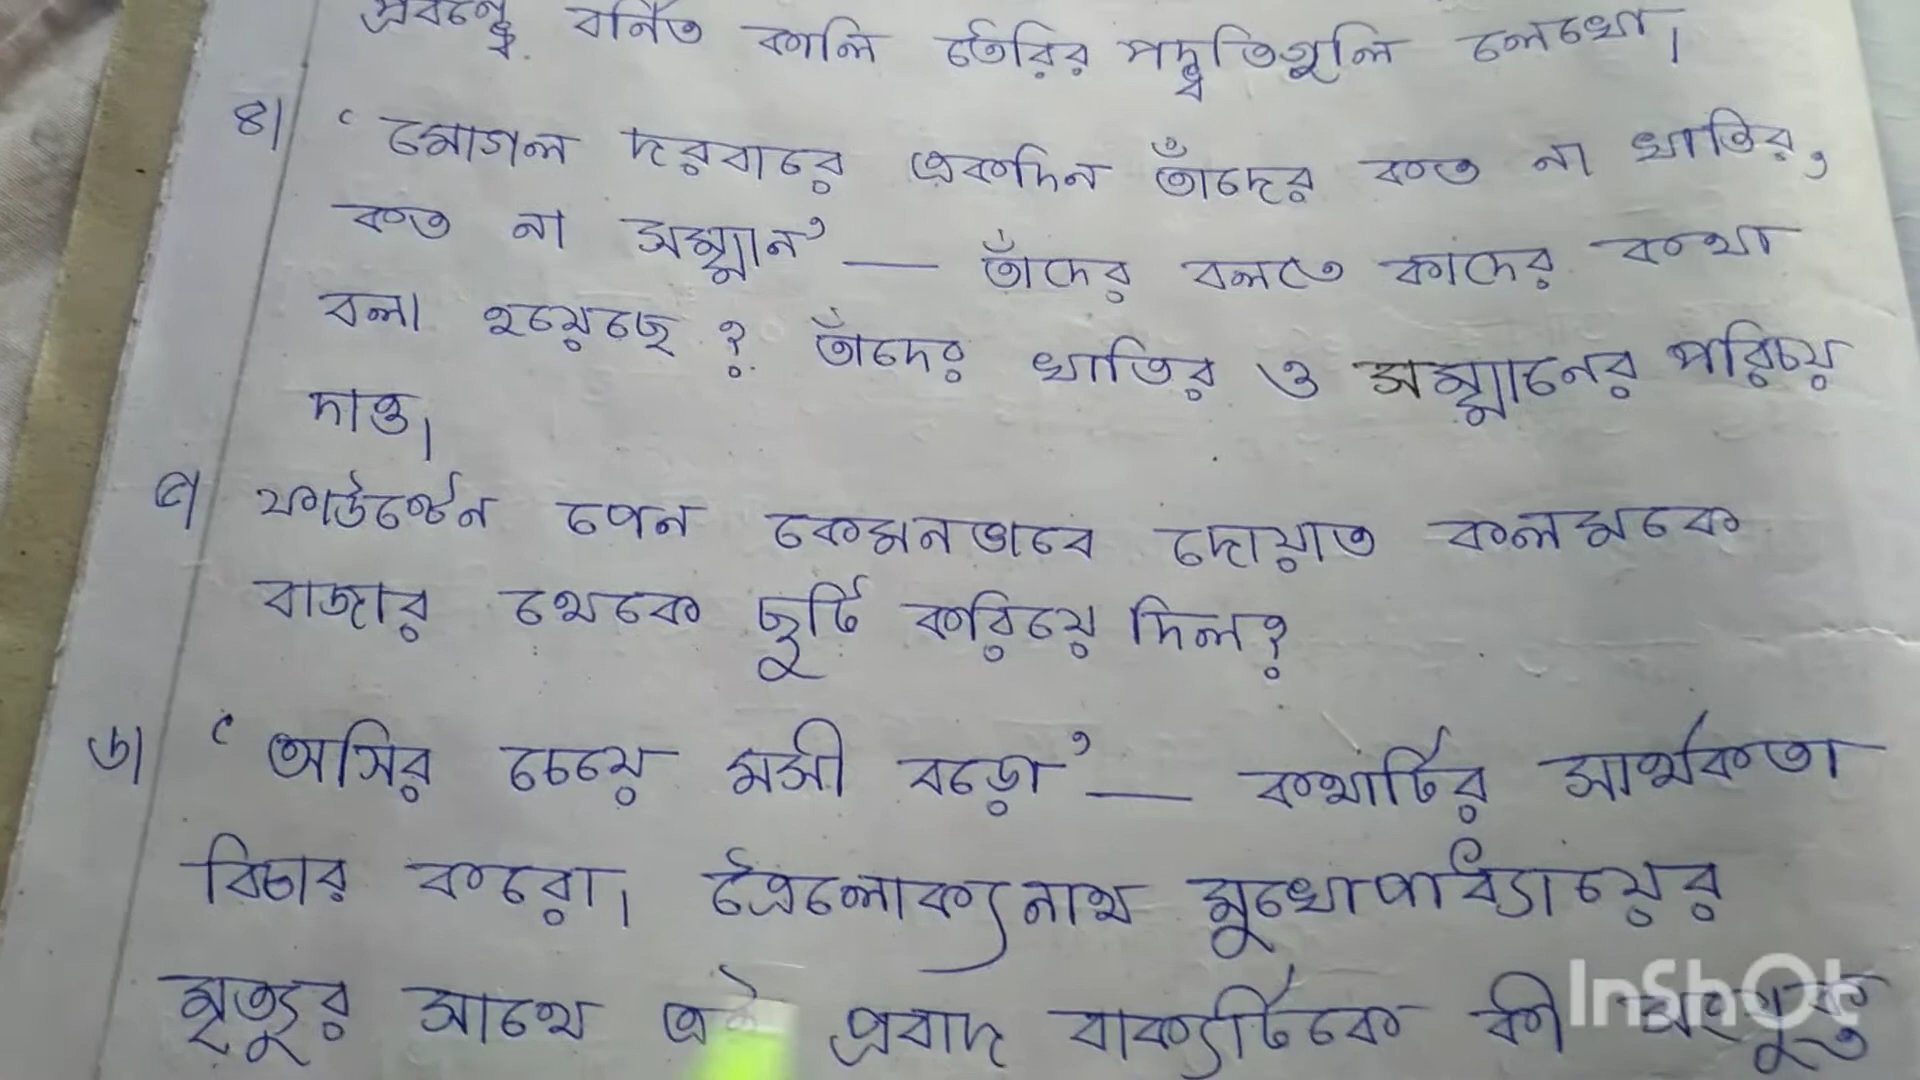 প্রবন্ধে বর্ণিত কালি তৈরির পদ্ধতিগুলি লেখো।
৪। 'মোগল দরবারে একদিন তাঁদের কত না খাতির,
কত না সম্মান' — তাঁদের বলতে কাদের কথা
বলা হয়েছে? তাঁদের খাতির ও সম্মানের পরিচয়
দাও।
৫। ফাউন্টেন পেন কেমনভাবে দোয়াত কলমকে
বাজার থেকে ছুটি করিয়ে দিল?
৬। 'অসির চেয়ে মসী বড়ো' — কথাটির সার্থকতা
বিচার করো। ত্রৈলোক্যনাথ মুখোপাধ্যায়ের
মৃত্যুর সাথে এই প্রবাদ বাক্যটিকে কী
InShOt